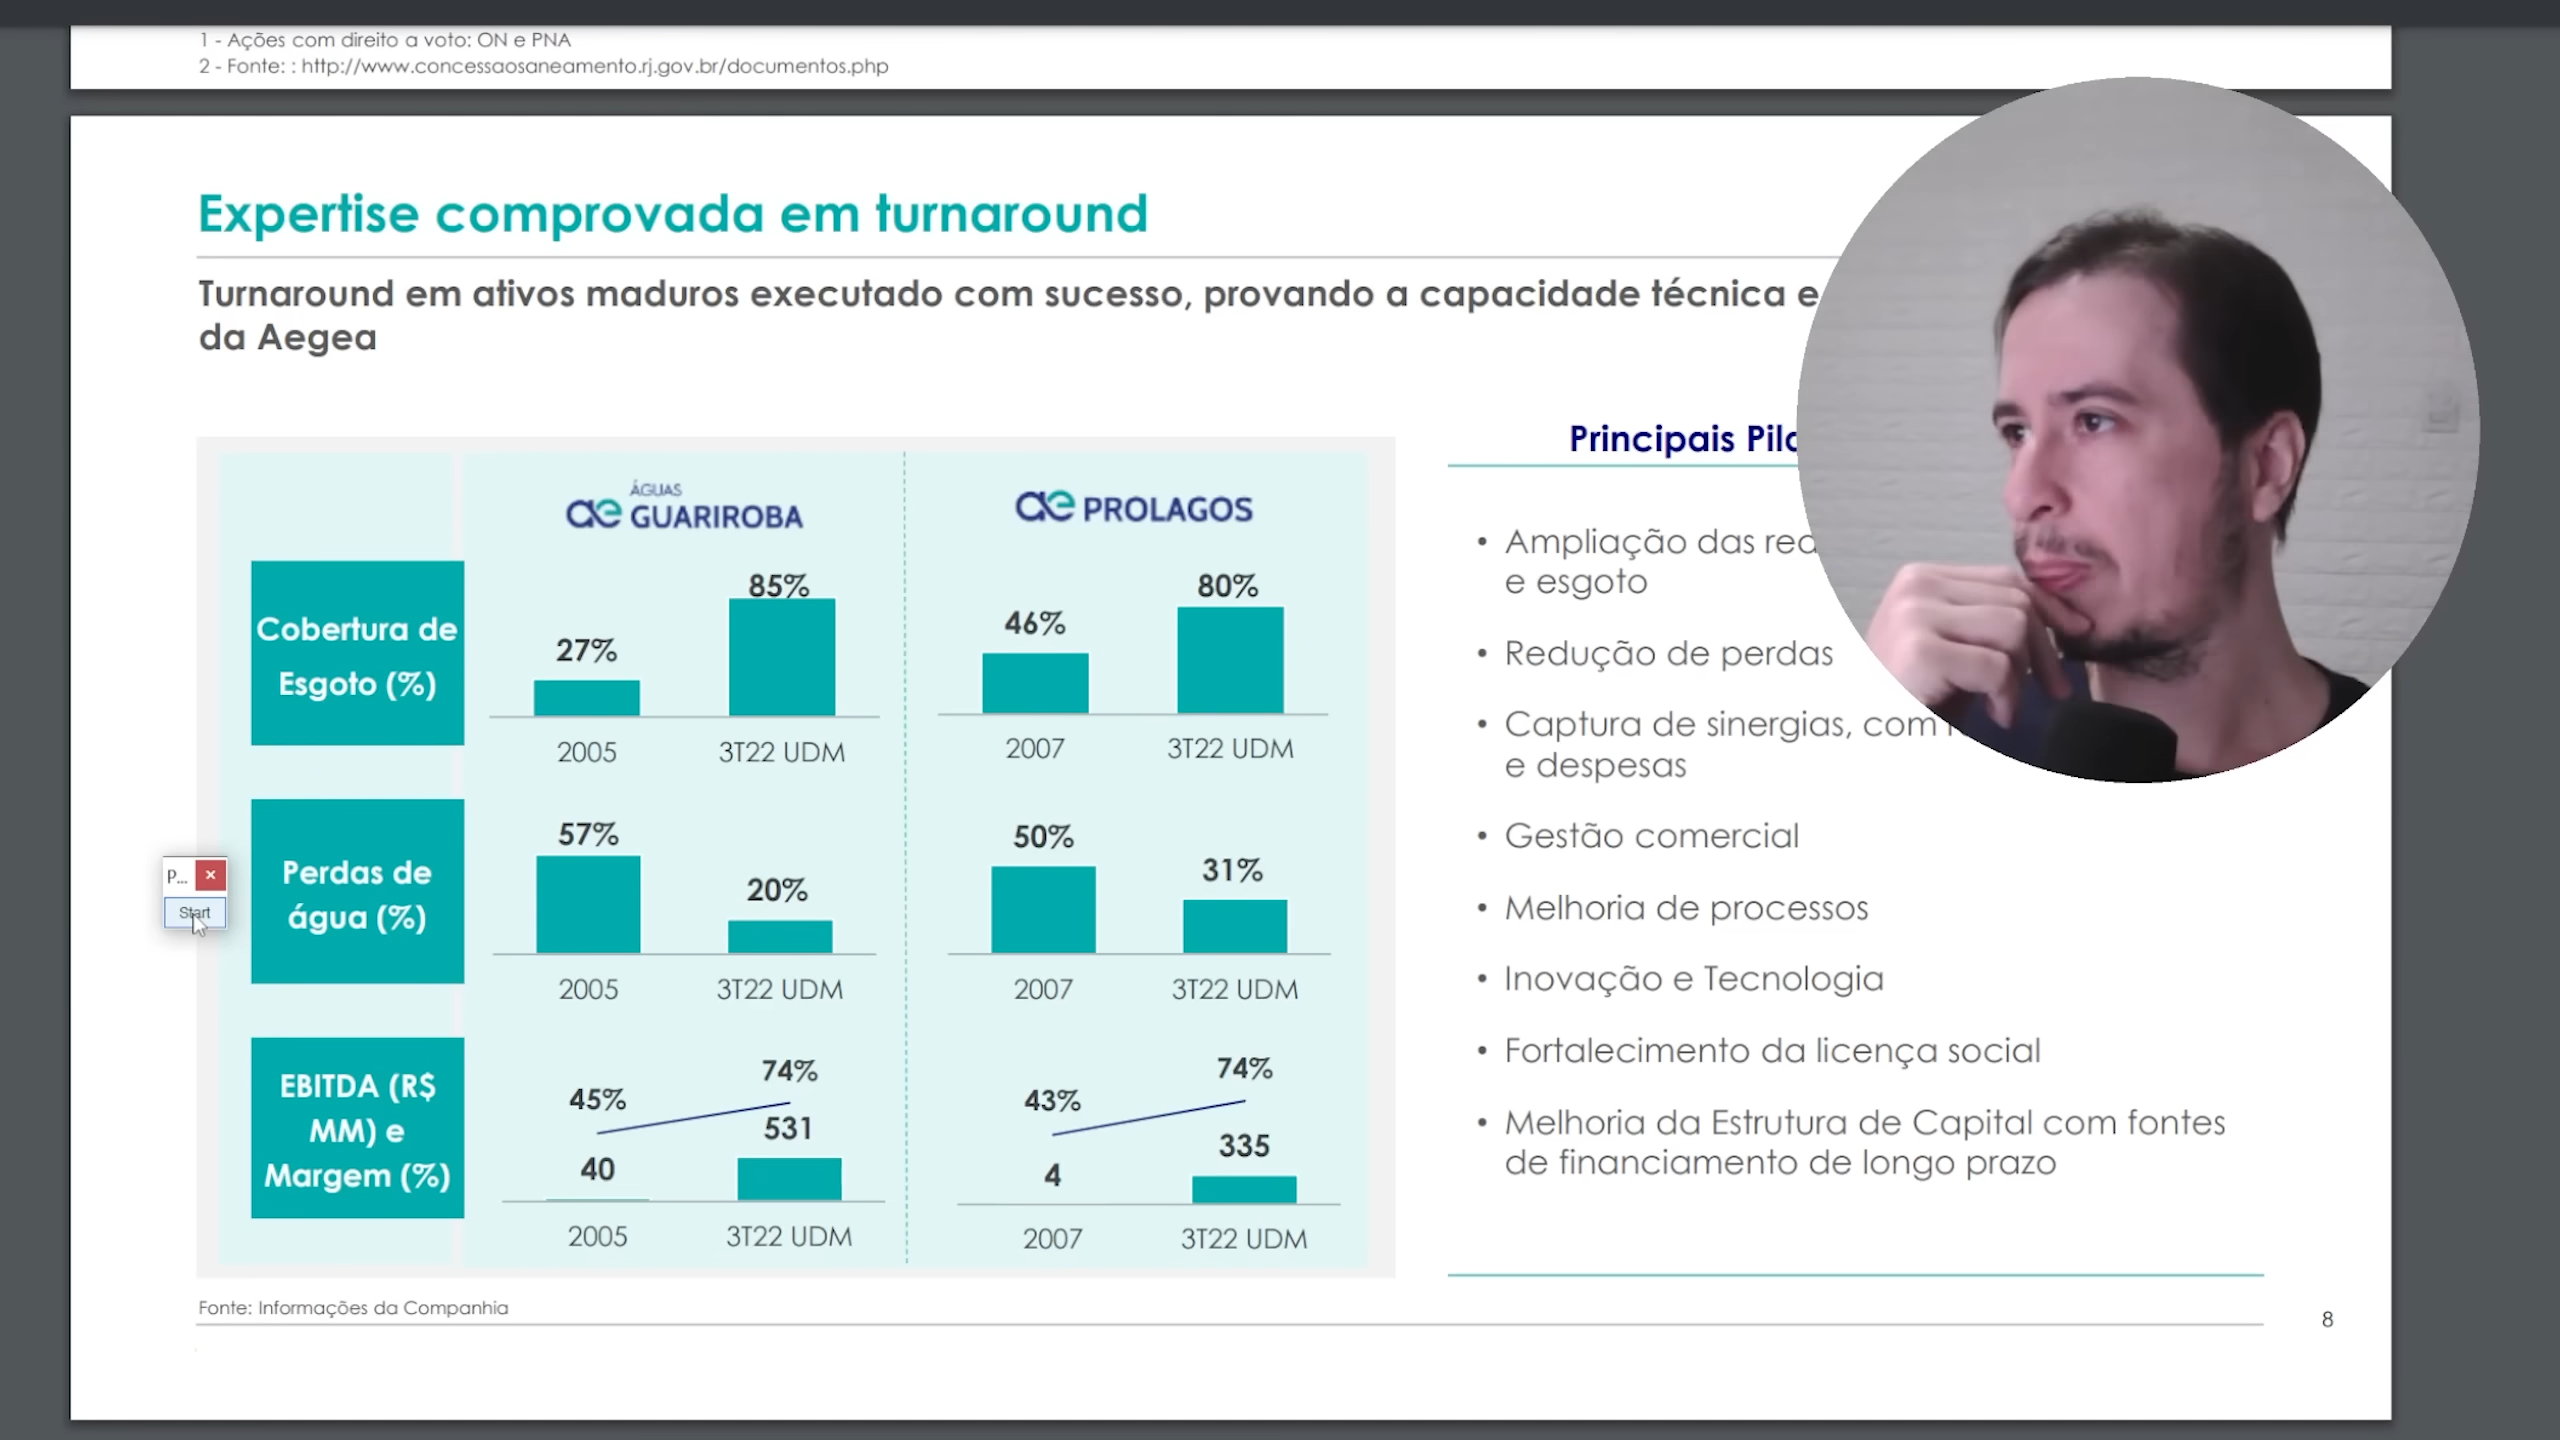 1 - Ações com direito a voto: ON e PNA
2 - Fonte: : http://www.concessaosaneamento.rj.gov.br/documentos.php
Expertise comprovada em turnaround
Turnaround em ativos maduros executado com sucesso, provando a capacidade técnica e
da Aegea
ÁGUAS
ae GUARIROBA
ae PROLAGOS
Cobertura de
Esgoto (%)
27%
85%
2005
3T22 UDM
46%
80%
2007
3T22 UDM
Perdas de
água (%)
57%
20%
2005
3T22 UDM
50%
31%
2007
3T22 UDM
EBITDA (R$
MM) e
Margem (%)
45%
74%
40
531
2005
3T22 UDM
43%
74%
4
335
2007
3T22 UDM
Principais
• Ampliação das
e esgoto
• Redução de perdas
• Captura de sinergias, com
e despesas
• Gestão comercial
• Melhoria de processos
• Inovação e Tecnologia
• Fortalecimento da licença social
• Melhoria da Estrutura de Capital com fontes
de financiamento de longo prazo
P...
Start
Fonte: Informações da Companhia
8